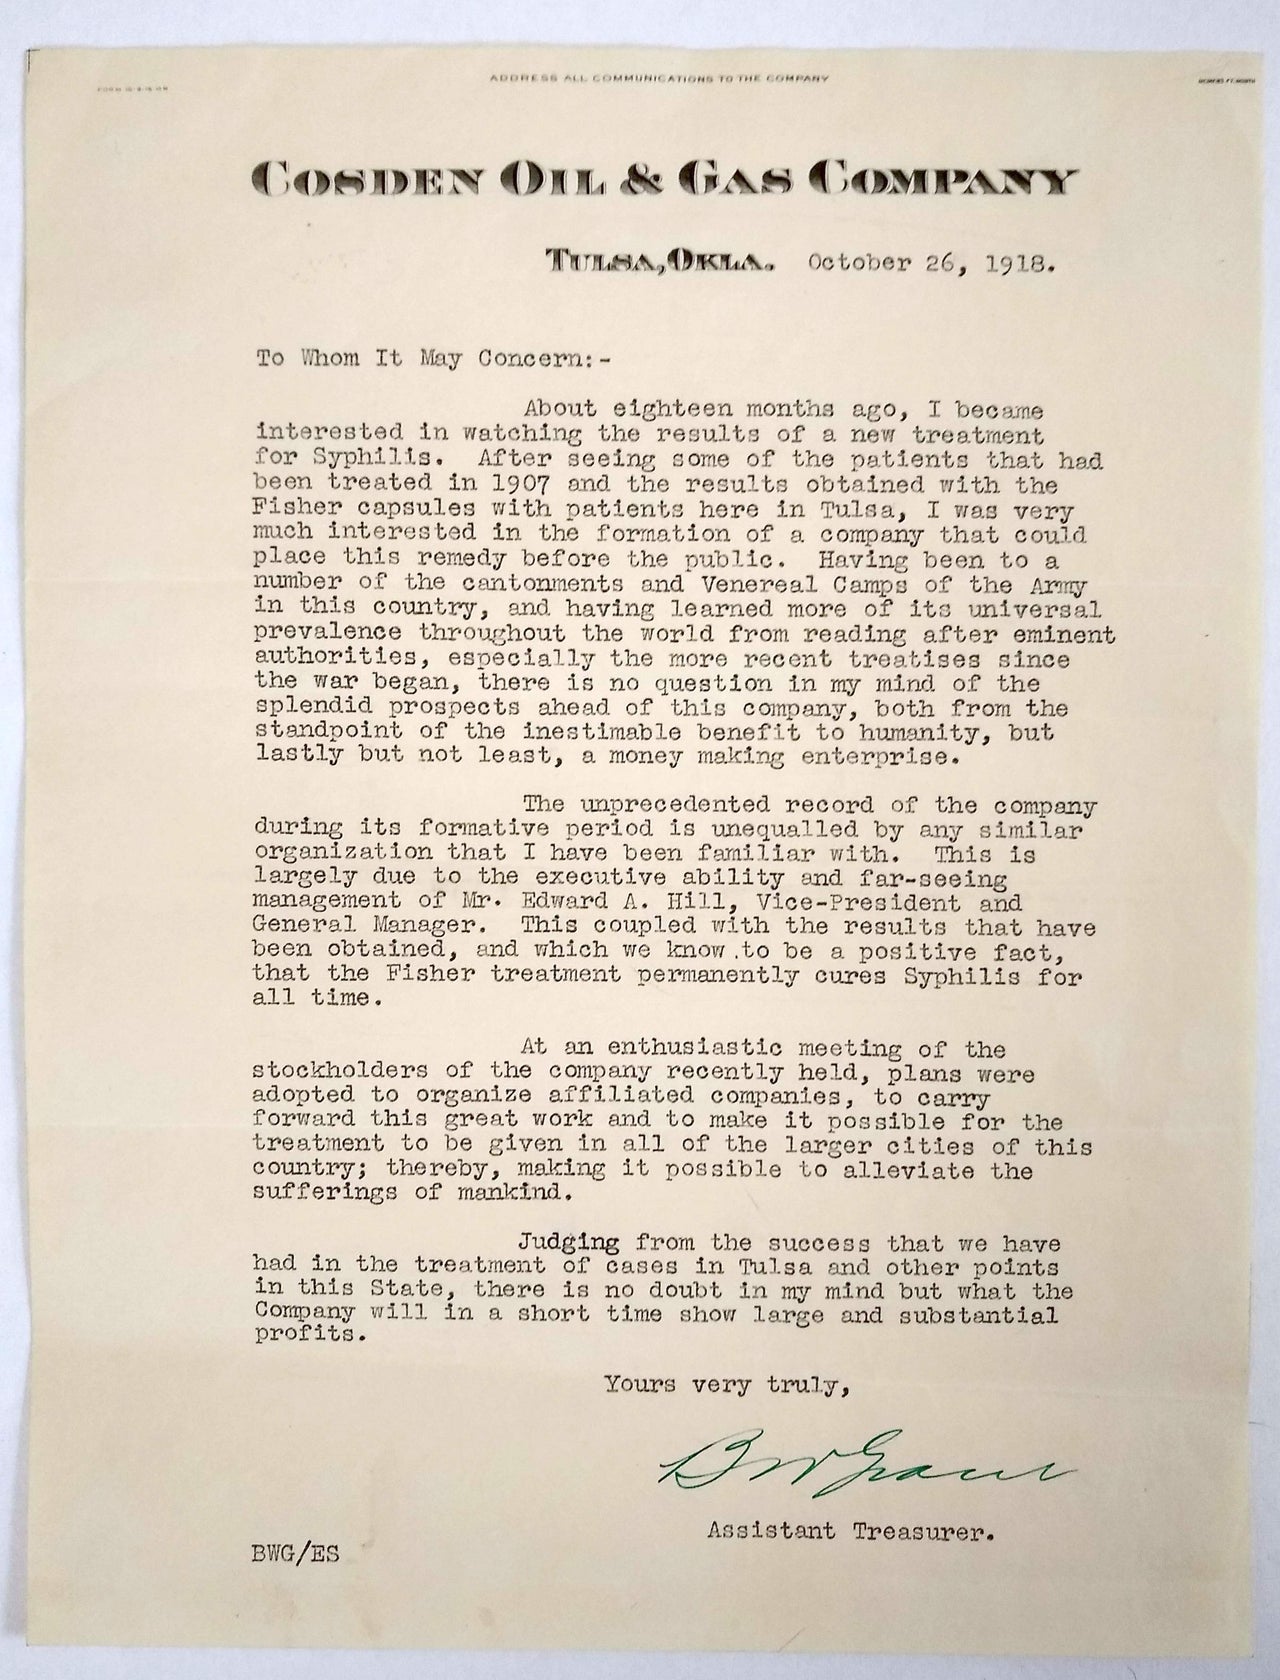 ADDRESS ALL COMMUNICATIONS TO THE COMPANY
COSDEN OIL & GAS COMPANY
TULSA, OKLA. October 26, 1918.
To Whom It May Concern:-
About eighteen months ago, I became
interested in watching the results of a new treatment
for Syphilis. After seeing some of the patients that had
been treated in 1907 and the results obtained with the
Fisher capsules with patients here in Tulsa, I was very
much interested in the formation of a company that could
place this remedy before the public. Having been to a
number of the cantonments and Venereal Camps of the Army
in this country, and having learned more of its universal
prevalence throughout the world from reading after eminent
authorities, especially the more recent treatises since
the war began, there is no question in my mind of the
splendid prospects ahead of this company, both from the
standpoint of the inestimable benefit to humanity, but
lastly but not least, a money making enterprise.
The unprecedented record of the company
during its formative period is unequalled by any similar
organization that I have been familiar with. This is
largely due to the executive ability and far-seeing
management of Mr. Edward A. Hill, Vice-President and
General Manager. This coupled with the results that have
been obtained, and which we know.to be a positive fact,
that the Fisher treatment permanently cures Syphilis for
all time.
At an enthusiastic meeting of the
stockholders of the company recently held, plans were
adopted to organize affiliated companies, to carry
forward this great work and to make it possible for the
treatment to be given in all of the larger cities of this
country; thereby, making it possible to alleviate the
sufferings of mankind.
Judging from the success that we have
had in the treatment of cases in Tulsa and other points
in this State, there is no doubt in my mind but what the
Company will in a short time show large and substantial
profits.
Yours very truly,
B W Grant
Assistant Treasurer.
BWG/ES